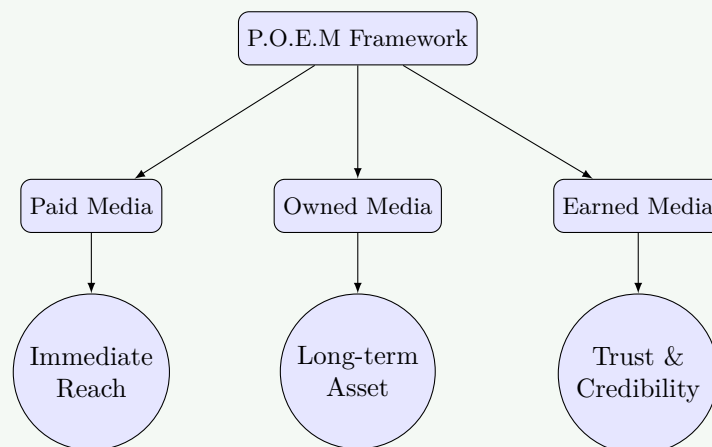 P.O.E.M Framework
Paid Media
Owned Media
Earned Media
Immediate
Reach
Long-term
Asset
Trust &
Credibility